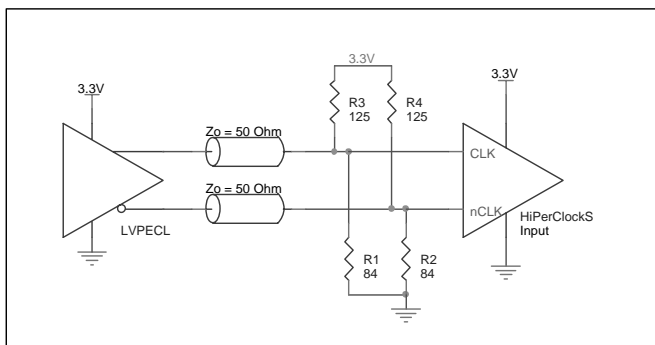 3.3V
3.3V
3.3V
R3
125
R4
125
Zo = 50 Ohm
CLK
Zo = 50 Ohm
nCLK
HiPerClockS
Input
LVPECL
R1
84
R2
84